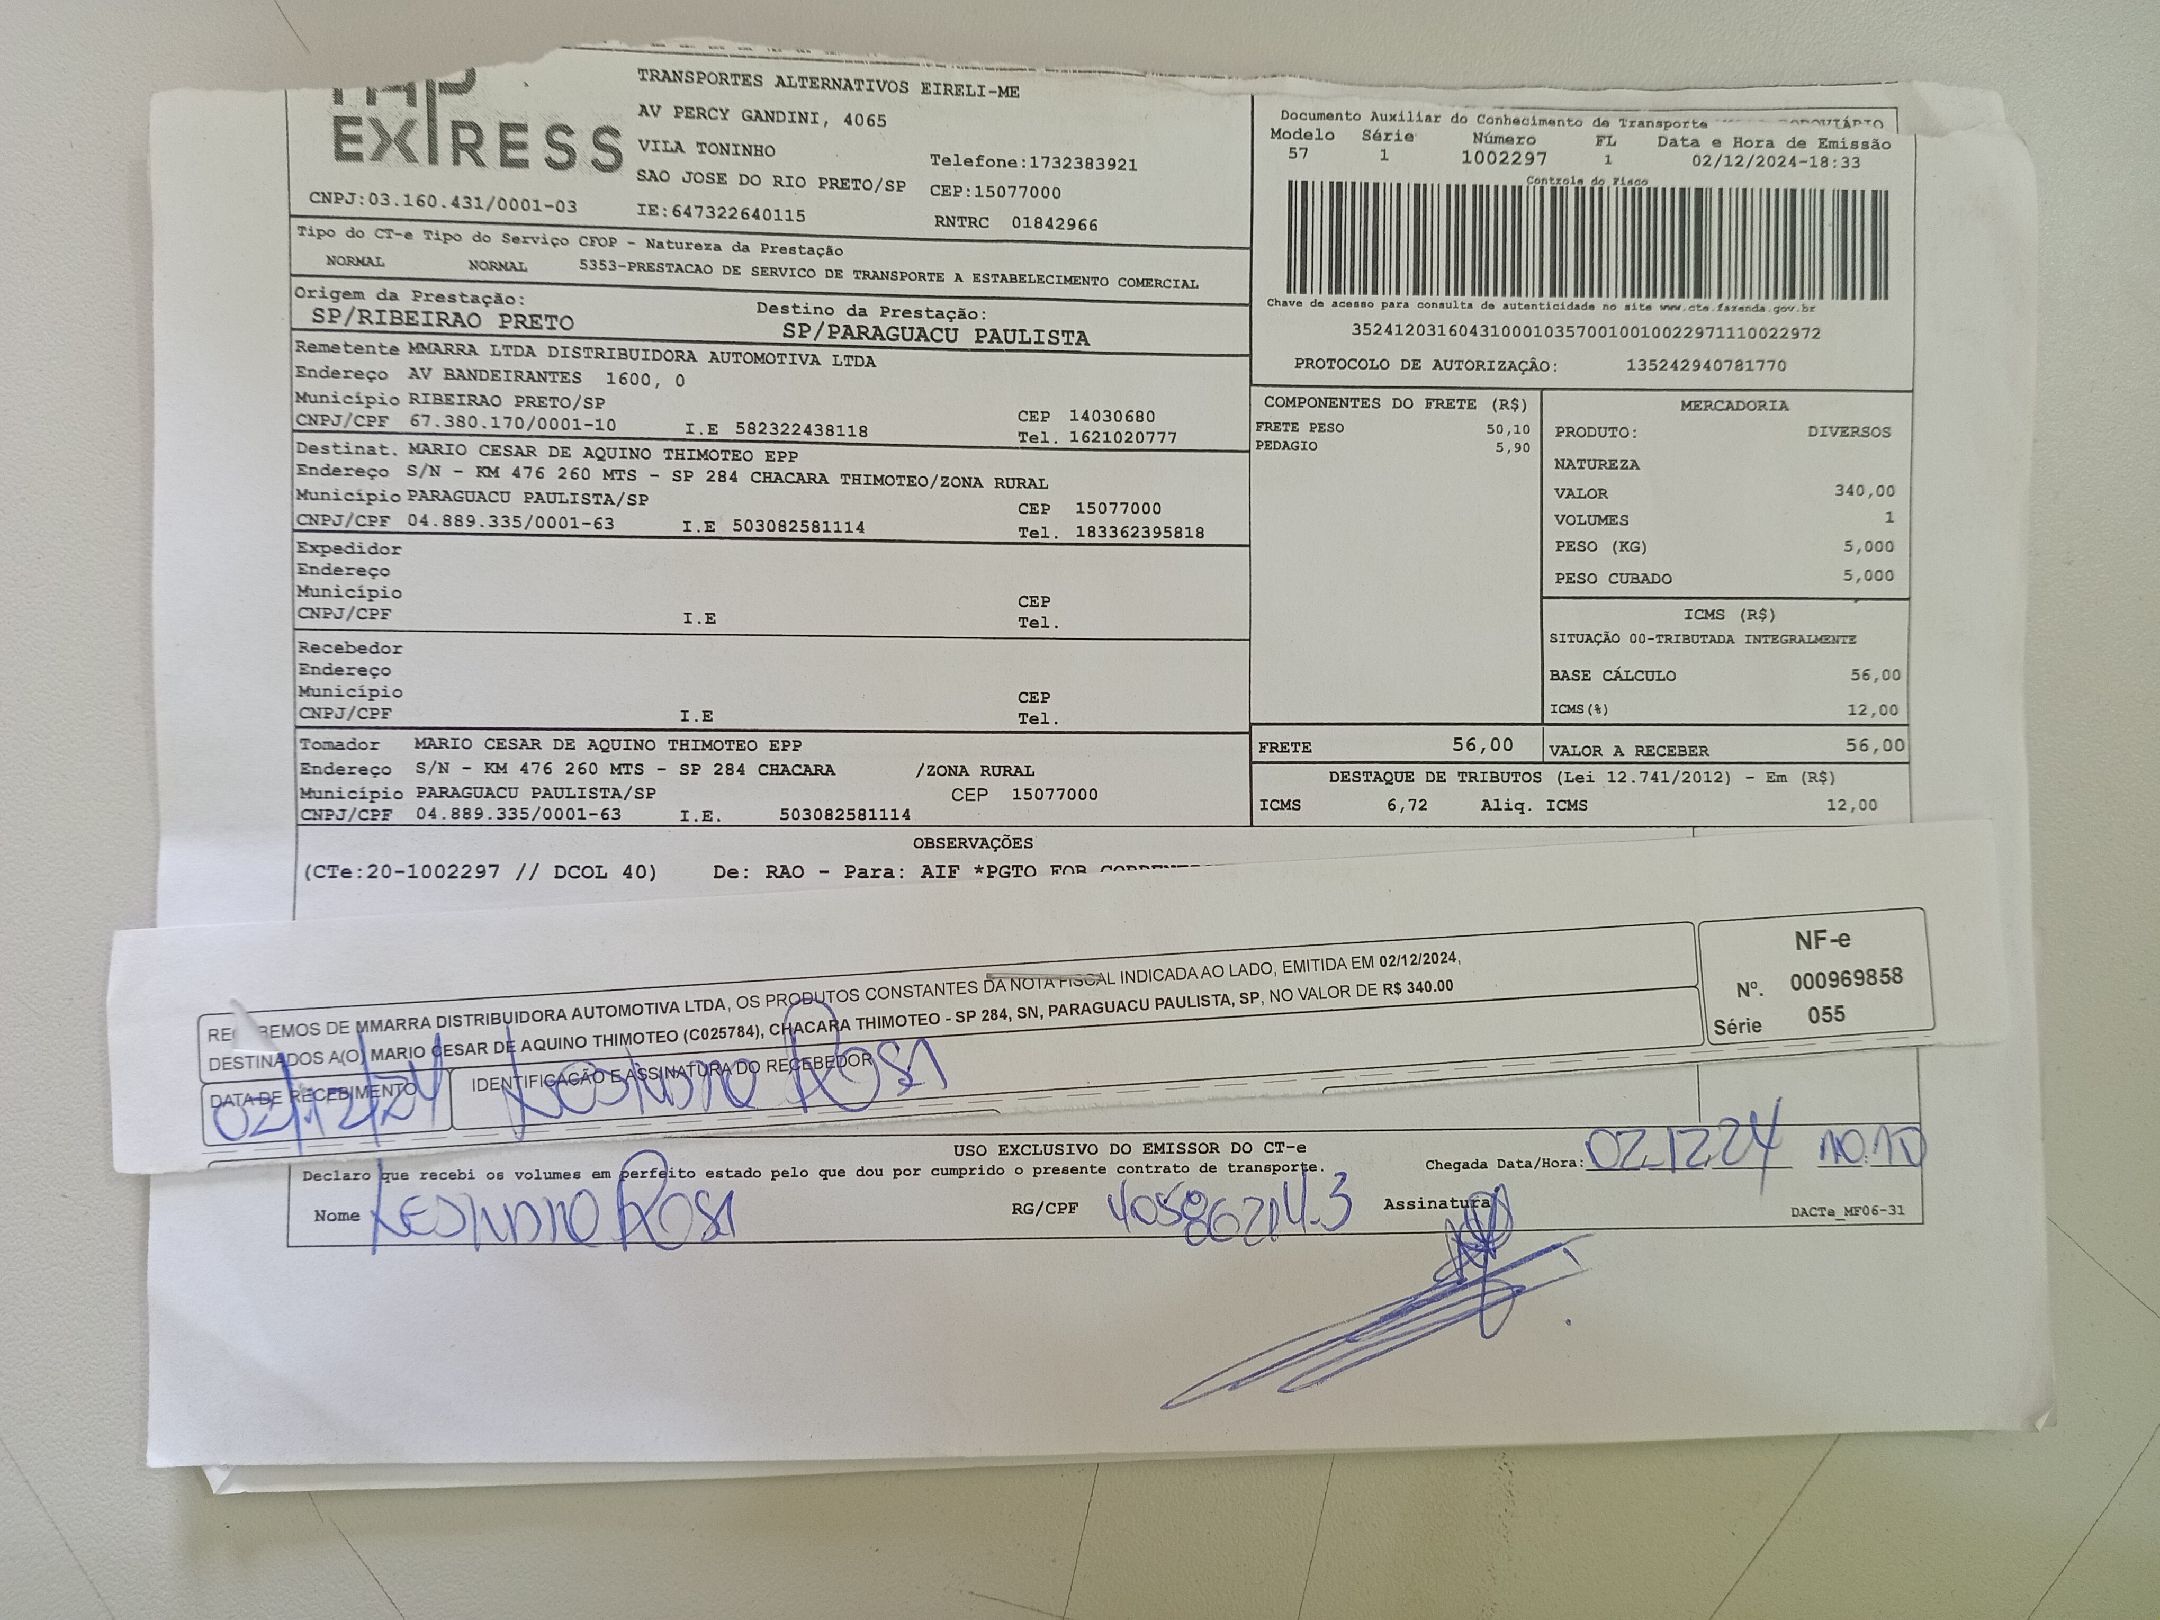 EXPRESS
CNPJ:03.160.431/0001-03
TRANSPORTES ALTERNATIVOS EIRELI-ME
AV PERCY GANDINI, 4065
VILA TONINHO
Telefone:1732383921
SAO JOSE DO RIO PRETO/SP CEP:15077000
IE:647322640115 RNTRC 01842966
Documento Auxiliar do Conhecimento de Transporte
Modelo Série Número FL Data e Hora de Emissão
57 1 1002297 1 02/12/2024-18:33
Controle do Fisco
Chave de acesso para consulta de autenticidade no site www.cte.fazenda.gov.br
35241203160431000103570010010022971110022972
PROTOCOLO DE AUTORIZAÇÃO: 135242940781770
Tipo do CT-e Tipo do Serviço CFOP - Natureza da Prestação
NORMAL NORMAL 5353-PRESTACAO DE SERVICO DE TRANSPORTE A ESTABELECIMENTO COMERCIAL
Origem da Prestação: Destino da Prestação:
SP/RIBEIRAO PRETO SP/PARAGUACU PAULISTA
Remetente MMARRA LTDA DISTRIBUIDORA AUTOMOTIVA LTDA
Endereço AV BANDEIRANTES 1600, 0
Município RIBEIRAO PRETO/SP CEP 14030680
CNPJ/CPF 67.380.170/0001-10 I.E 582322438118 Tel. 1621020777
Destinat. MARIO CESAR DE AQUINO THIMOTEO EPP
Endereço S/N - KM 476 260 MTS - SP 284 CHACARA THIMOTEO/ZONA RURAL
Município PARAGUACU PAULISTA/SP CEP 15077000
CNPJ/CPF 04.889.335/0001-63 I.E 503082581114 Tel. 183362395818
Expedidor
Endereço
Município CEP
CNPJ/CPF I.E Tel.
Recebedor
Endereço
Município CEP
CNPJ/CPF I.E Tel.
Tomador MARIO CESAR DE AQUINO THIMOTEO EPP
Endereço S/N - KM 476 260 MTS - SP 284 CHACARA /ZONA RURAL
Município PARAGUACU PAULISTA/SP CEP 15077000
CNPJ/CPF 04.889.335/0001-63 I.E. 503082581114
COMPONENTES DO FRETE (R$)
FRETE PESO 50,10
PEDAGIO 5,90
MERCADORIA
PRODUTO: DIVERSOS
NATUREZA
VALOR 340,00
VOLUMES 1
PESO (KG) 5,000
PESO CUBADO 5,000
ICMS (R$)
SITUAÇÃO 00-TRIBUTADA INTEGRALMENTE
BASE CÁLCULO 56,00
ICMS(%) 12,00
FRETE 56,00 VALOR A RECEBER 56,00
DESTAQUE DE TRIBUTOS (Lei 12.741/2012) - Em (R$)
ICMS 6,72 Aliq. ICMS 12,00
OBSERVAÇÕES
(CTe:20-1002297 // DCOL 40) De: RAO - Para: AIF *PGTO FOB
DE MMARRA DISTRIBUIDORA AUTOMOTIVA LTDA, OS PRODUTOS CONSTANTES DA NOTA FISCAL INDICADA AO LADO, EMITIDA EM 02/12/2024,
DESTINADOS A(O) MARIO CESAR DE AQUINO THIMOTEO (C025784), CHACARA THIMOTEO - SP 284, SN, PARAGUACU PAULISTA, SP, NO VALOR DE R$ 340.00
DATA DE RECEBIMENTO IDENTIFICAÇÃO E ASSINATURA DO RECEBEDOR
02/12/24 Leandro Rosa
NF-e
Nº. 000969858
Série 055
USO EXCLUSIVO DO EMISSOR DO CT-e
Declaro que recebi os volumes em perfeito estado pelo que dou por cumprido o presente contrato de transporte. Chegada Data/Hora: 02.12.24 10:10
Nome Leandro Rosa RG/CPF Assinatura
DACTe_MF06-31